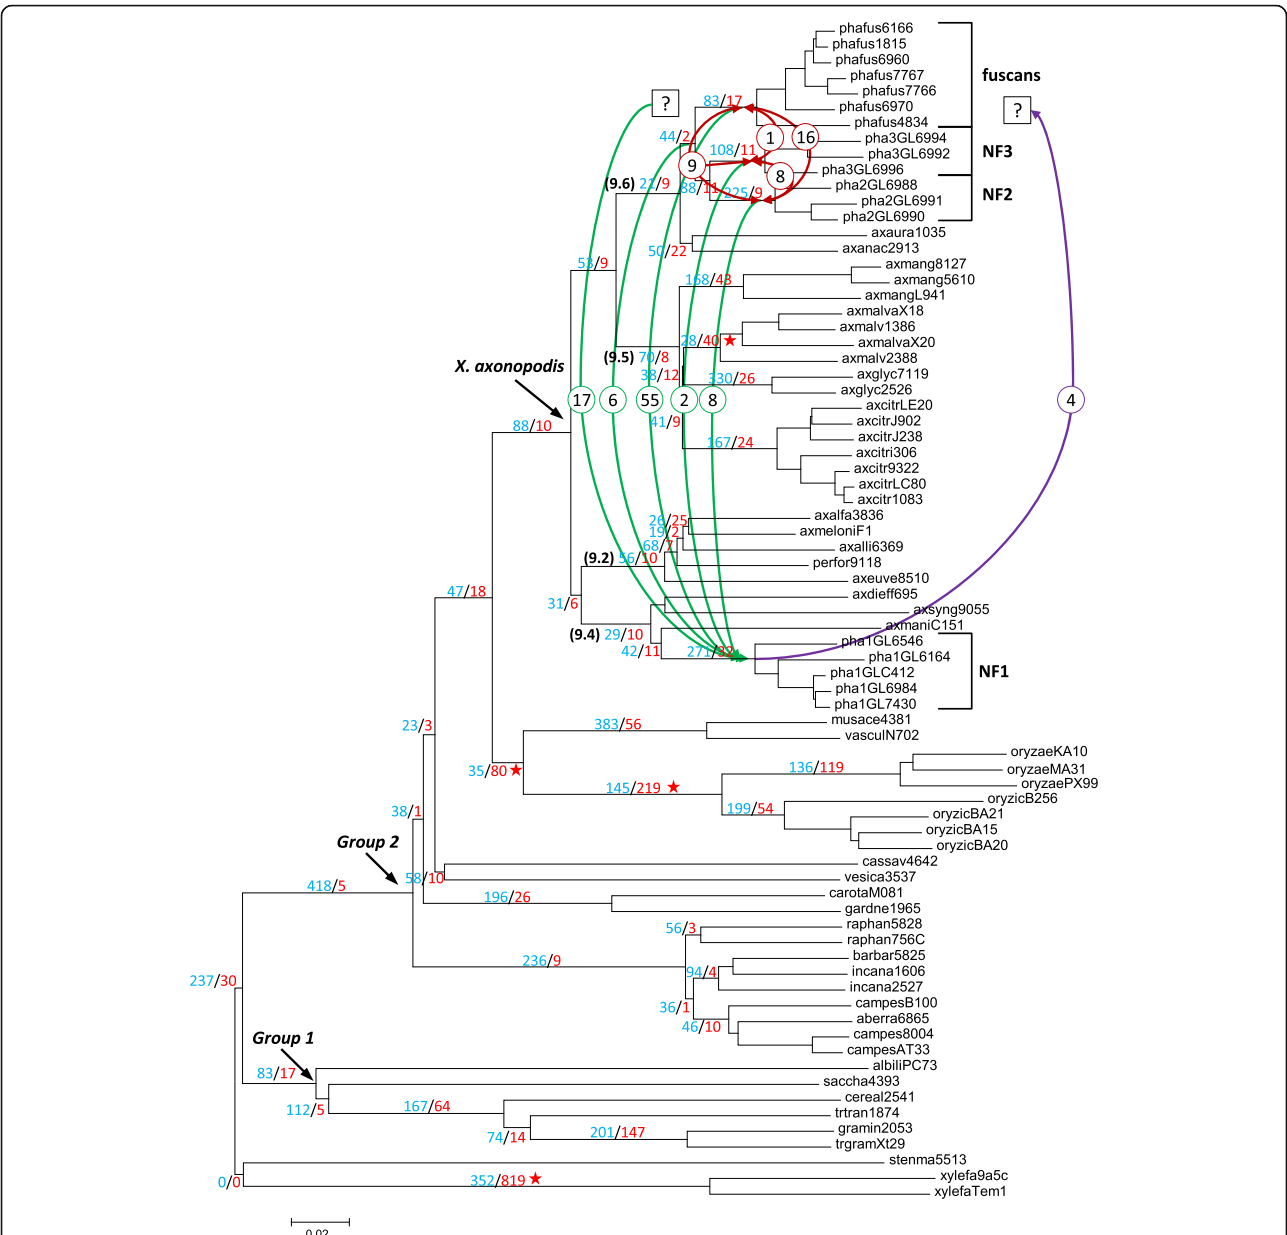 phafus6166
phafus1815
phafus6960
phafus7767
phafus7766
phafus6970
phafus4834
fuscans
?
?
83/17
44/2
1
16
pha3GL6994
pha3GL6992
pha3GL6996
NF3
108/11
9
8
(9.6) 21/9
88/11
225/9
pha2GL6988
pha2GL6991
pha2GL6990
NF2
axaura1035
axanac2913
50/22
53/9
axmang8127
axmang5610
axmangL941
168/43
axmalvaX18
axmalv1386
axmalvaX20
axmalv2388
28/40
(9.5) 70/8
X. axonopodis
38/12
330/26
axglyc7119
axglyc2526
17
6
55
2
8
4
axcitrLE20
axcitrJ902
axcitrJ238
axcitri306
axcitr9322
axcitrLC80
axcitr1083
88/10
41/9
167/24
26/25
19/2
68/7
(9.2) 56/10
axalfa3836
axmeloniF1
axalli6369
perfor9118
axeuve8510
axdieff695
axsyng9055
axmaniC151
47/18
31/6
(9.4) 29/10
42/11
271/32
pha1GL6546
pha1GL6164
pha1GLC412
pha1GL6984
pha1GL7430
NF1
musace4381
vasculN702
383/56
23/3
35/80
oryzaeKA10
oryzaeMA31
oryzaePX99
136/119
145/219
199/54
oryzicB256
oryzicBA21
oryzicBA15
oryzicBA20
38/1
Group 2
cassav4642
vesica3537
58/10
418/5
196/26
carotaM081
gardne1965
raphan5828
raphan756C
56/3
barbar5825
incana1606
incana2527
94/4
236/9
237/30
36/1
46/10
campesB100
aberra6865
campes8004
campesAT33
Group 1
albiliPC73
83/17
saccha4393
112/5
167/64
cereal2541
trtran1874
gramin2053
trgramXt29
74/14
201/147
stenma5513
0/0
352/819
xylefa9a5c
xylefaTem1
0.02